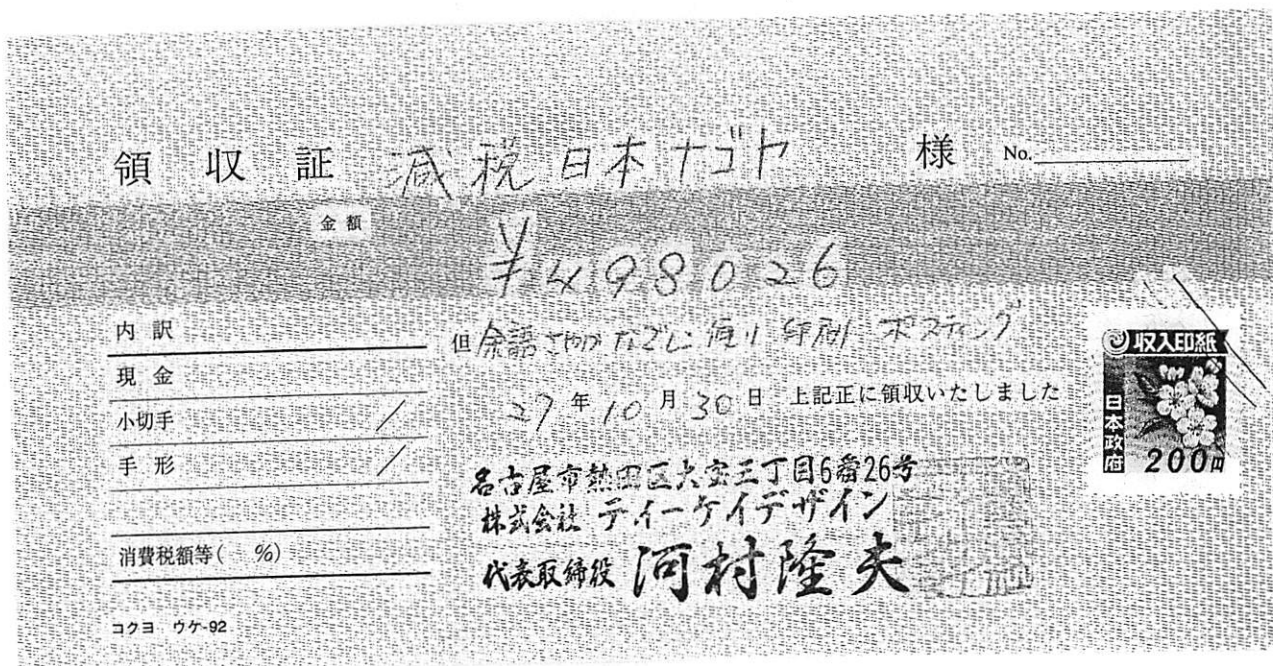 領収証 減税日本ナゴヤ 様 No.
金額
¥498026
内訳
但 余語さやか なごじに 便り 印刷 ポスティング
現金
27年10月30日 上記正に領収いたしました
小切手
手形
消費税額等( %)
名古屋市熱田区大宝三丁目6番26号
株式会社 ティーケイデザイン
代表取締役 河村隆夫
収入印紙
日本政府
200円
コクヨ ウケ-92